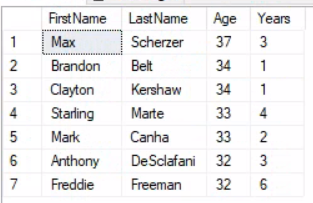 FirstName LastName Age Years
1 Max Scherzer 37 3
2 Brandon Belt 34 1
3 Clayton Kershaw 34 1
4 Starling Marte 33 4
5 Mark Canha 33 2
6 Anthony DeSclafani 32 3
7 Freddie Freeman 32 6